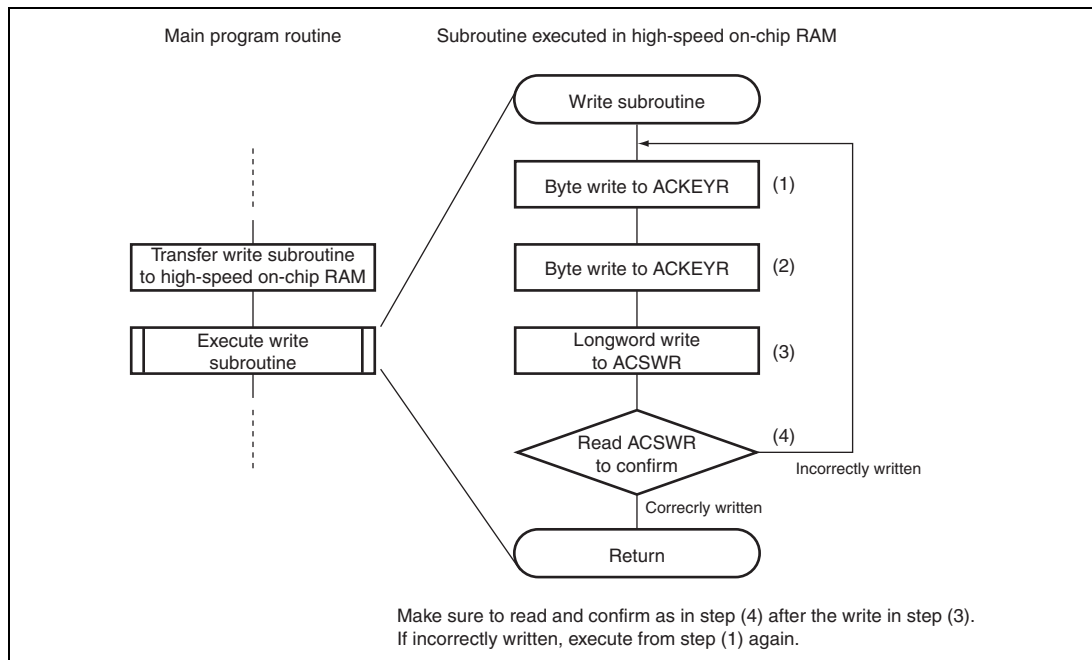 Main program routine
Subroutine executed in high-speed on-chip RAM
Write subroutine
Byte write to ACKEYR
(1)
Transfer write subroutine
to high-speed on-chip RAM
Byte write to ACKEYR
(2)
Execute write
subroutine
Longword write
to ACSWR
(3)
Read ACSWR
to confirm
(4)
Incorrectly written
Correcrly written
Return
Make sure to read and confirm as in step (4) after the write in step (3).
If incorrectly written, execute from step (1) again.